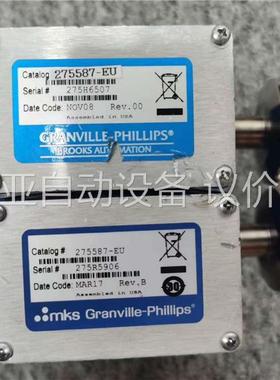 Catalog 275587-EU
Serial # 275H6507
Date Code: NOV08 Rev.00
Assembled in USA
GRANVILLE-PHILLIPS®
BROOKS AUTOMATION
亚自动设备 议价
Catalog # 275587-EU
Serial # 275R5906
Date Code: MAR17 Rev.B
Assembled in USA
mks Granville-Phillips®